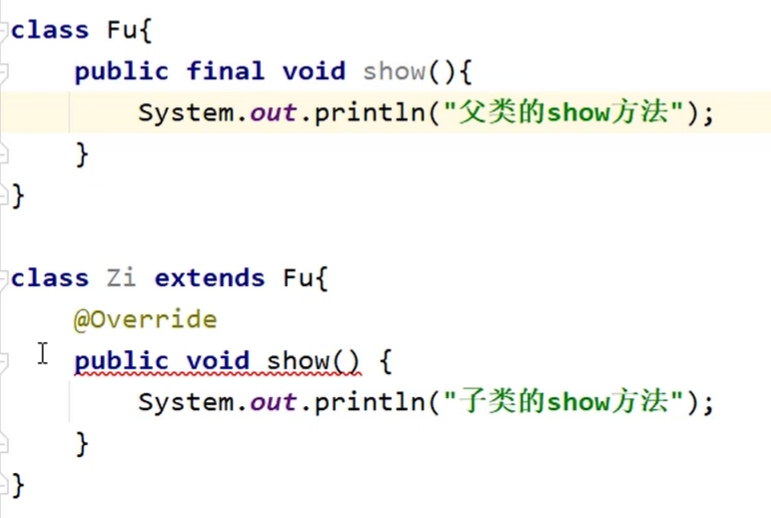 class Fu{
    public final void show(){
        System.out.println("父类的show方法");
    }
}
class Zi extends Fu{
    @Override
    public void show() {
        System.out.println("子类的show方法");
    }
}